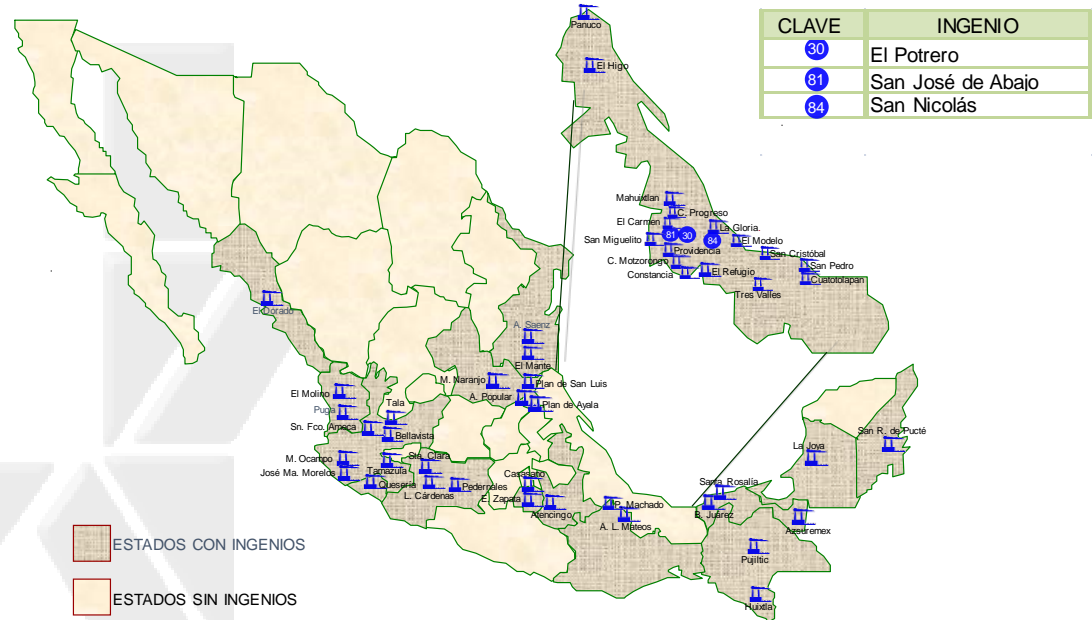 CLAVE INGENIO
30 El Potrero
81 San José de Abajo
84 San Nicolás
Panuco
El Higo
Mahuixtlan
C. Progreso
El Carmen
La Gloria.
81 30 84
San Miguelito
El Modelo
Providencia
San Cristóbal
C. Motzorongo
San Pedro
Constancia
El Refugio
Cuatotolapan
Tres Valles
El Dorado
A. Saenz
El Mante
M. Naranjo
Plan de San Luis
El Molino
A. Popular
Plan de Ayala
Tala
Puga
Sn. Fco. Ameca
Bellavista
San R. de Pucté
La Joya
M. Ocampo
Sta. Clara
José Ma. Morelos
Tamazula
Casasano
Santa Rosalía
Quesería
Pedernales
L. Cárdenas
E. Zapata
Atencingo
P. Machado
B. Juárez
A. L. Mateos
Azsuremex
ESTADOS CON INGENIOS
Pujiltic
ESTADOS SIN INGENIOS
Huixtla